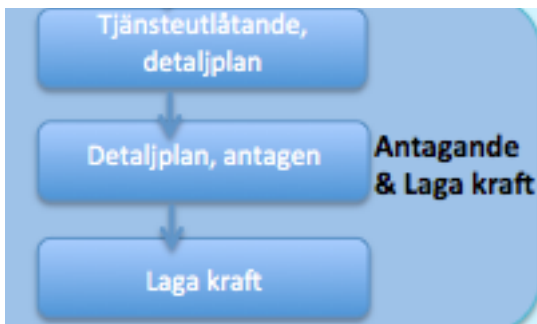 Tjänsteutlåtande,
detaljplan
Detaljplan, antagen
Antagande
& Laga kraft
Laga kraft